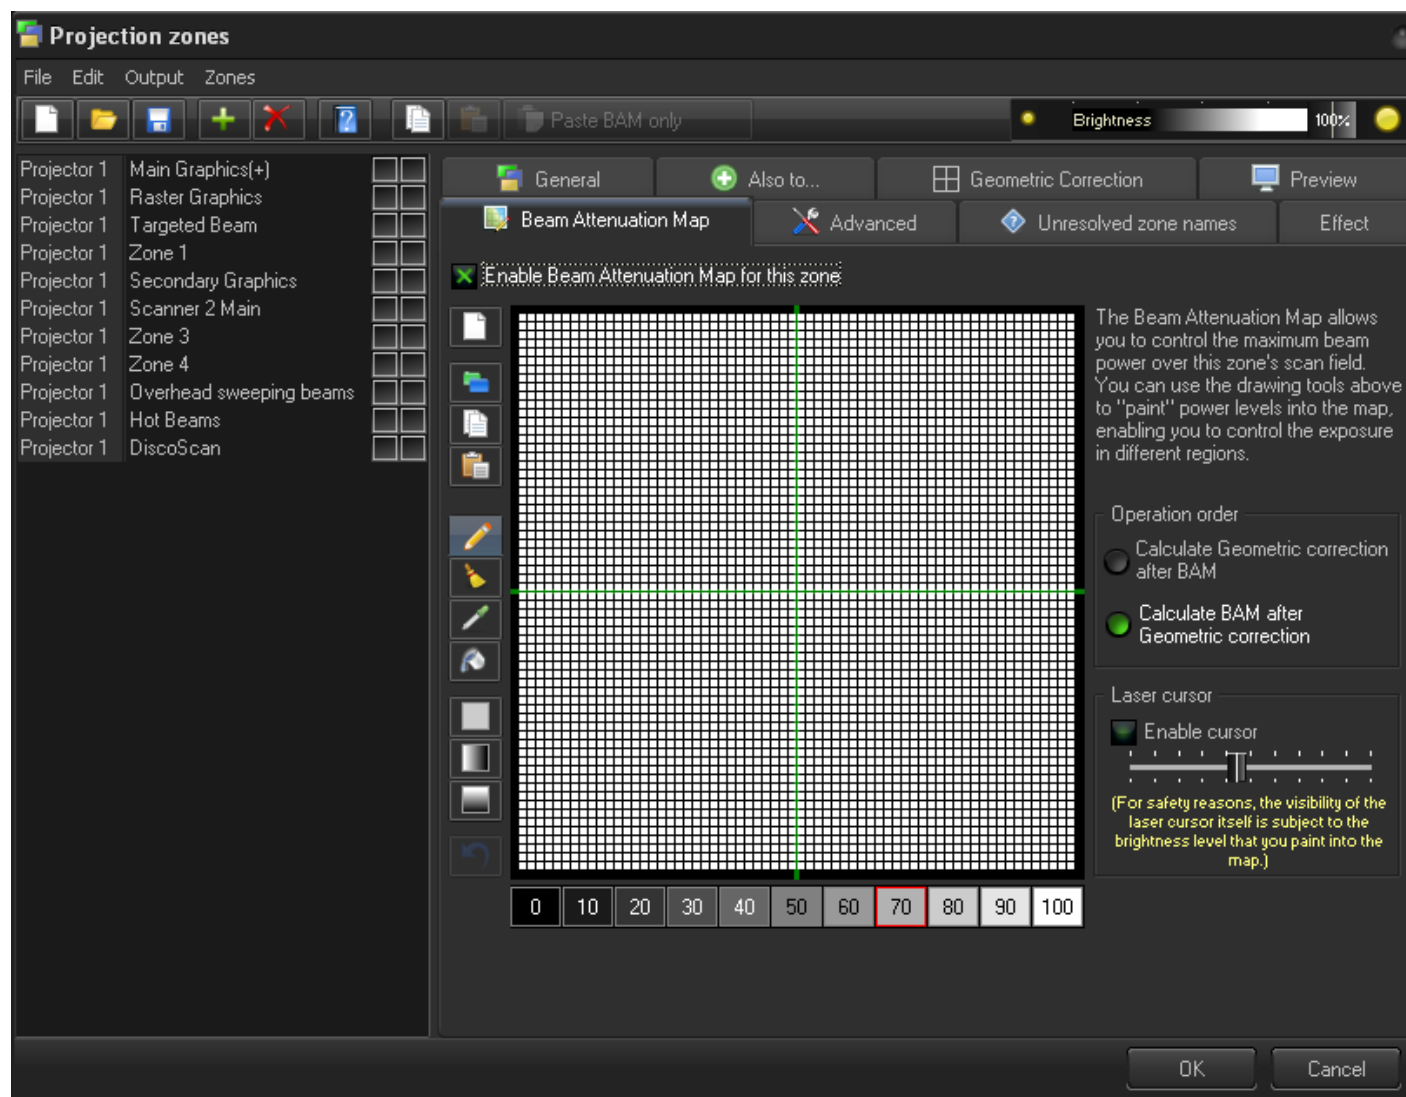 Projection zones
File Edit Output Zones
Paste BAM only
Brightness 100%
Projector 1 Main Graphics(+)
Projector 1 Raster Graphics
Projector 1 Targeted Beam
Projector 1 Zone 1
Projector 1 Secondary Graphics
Projector 1 Scanner 2 Main
Projector 1 Zone 3
Projector 1 Zone 4
Projector 1 Overhead sweeping beams
Projector 1 Hot Beams
Projector 1 DiscoScan
General Also to... Geometric Correction Preview
Beam Attenuation Map Advanced Unresolved zone names Effect
Enable Beam Attenuation Map for this zone
The Beam Attenuation Map allows
you to control the maximum beam
power over this zone's scan field.
You can use the drawing tools above
to "paint" power levels into the map,
enabling you to control the exposure
in different regions.
Operation order
Calculate Geometric correction
after BAM
Calculate BAM after
Geometric correction
Laser cursor
Enable cursor
(For safety reasons, the visibility of the
laser cursor itself is subject to the
brightness level that you paint into the
map.)
0 10 20 30 40 50 60 70 80 90 100
OK Cancel